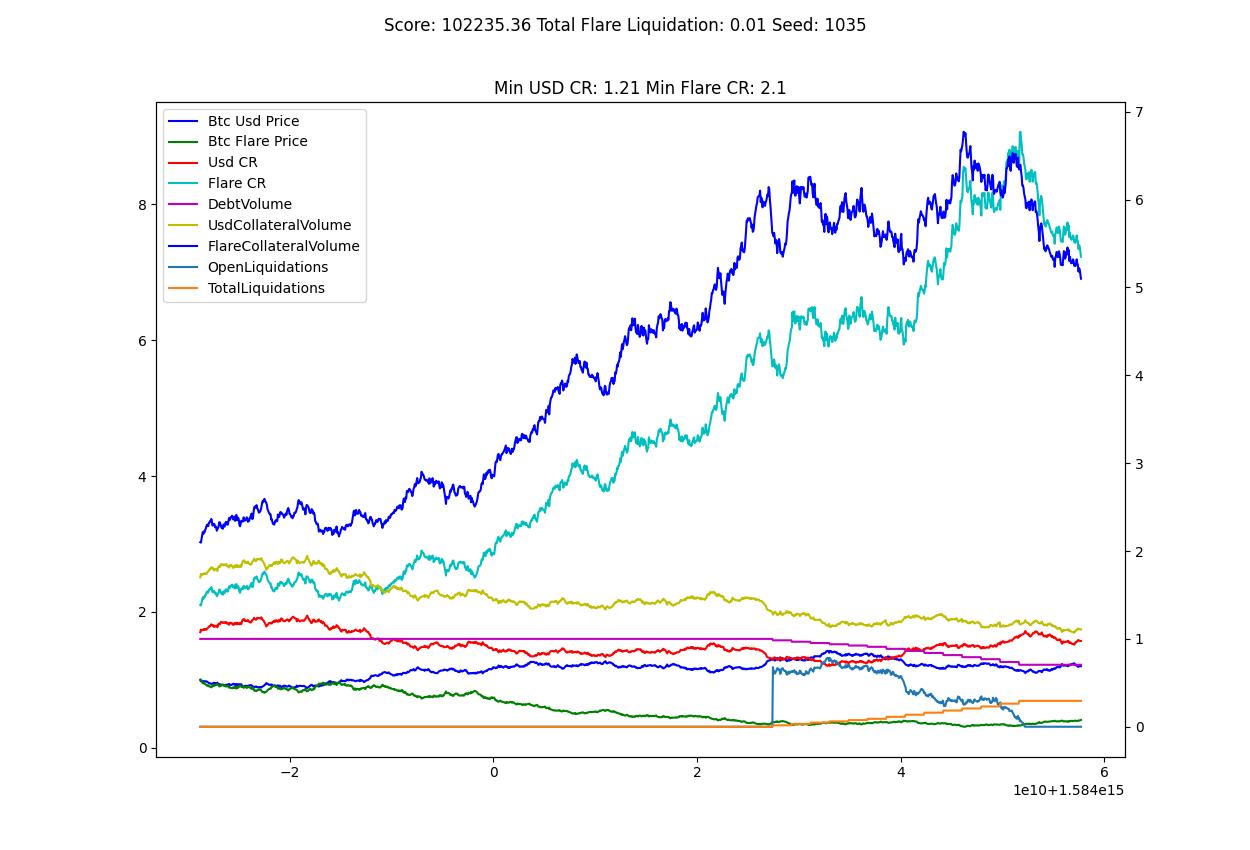 Score: 102235.36 Total Flare Liquidation: 0.01 Seed: 1035
Min USD CR: 1.21 Min Flare CR: 2.1
Btc Usd Price
Btc Flare Price
Usd CR
Flare CR
DebtVolume
UsdCollateralVolume
FlareCollateralVolume
OpenLiquidations
TotalLiquidations
8
6
4
2
0
7
6
5
4
3
2
1
0
−2
0
2
4
6
1e10+1.584e15